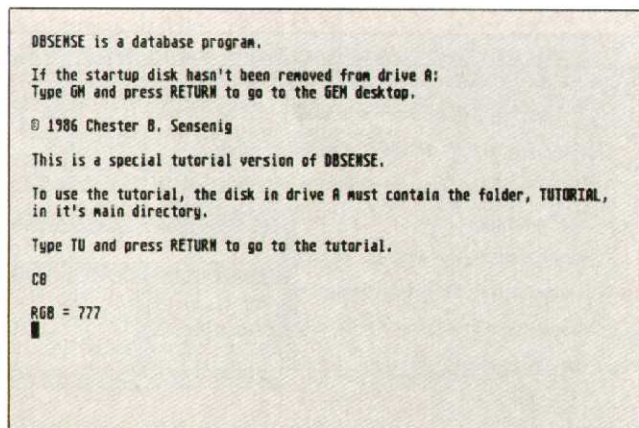 DBSENSE is a database program.
If the startup disk hasn't been removed from drive A:
Type GM and press RETURN to go to the GEM desktop.
© 1986 Chester B. Sensenig
This is a special tutorial version of DBSENSE.
To use the tutorial, the disk in drive A must contain the folder, TUTORIAL,
in it's main directory.
Type TU and press RETURN to go to the tutorial.
CB
RGB = 777